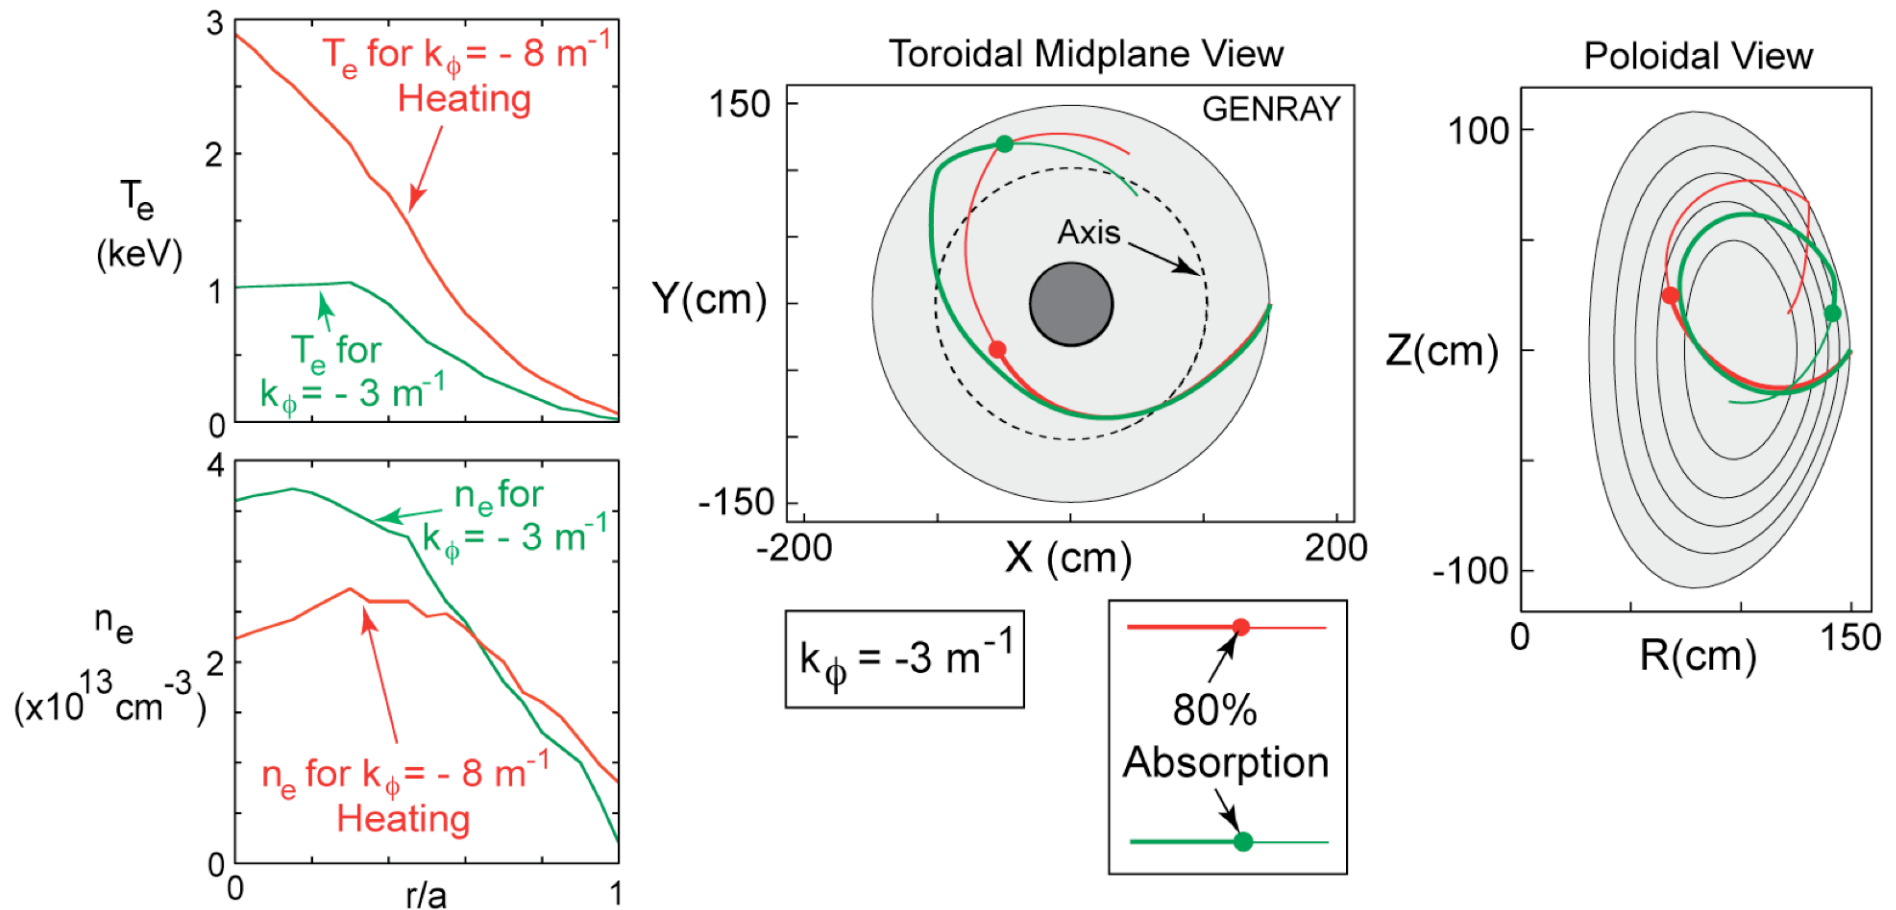 3
2
1
0
T_e
(keV)
T_e for k_ϕ = - 8 m^-1
Heating
T_e for
k_ϕ = - 3 m^-1
4
2
0
n_e
(x10^13 cm^-3)
n_e for
k_ϕ = - 3 m^-1
n_e for k_ϕ = - 8 m^-1
Heating
0
r/a
1
Toroidal Midplane View
GENRAY
150
Y(cm)
-150
Axis
-200
X (cm)
200
k_ϕ = -3 m^-1
80%
Absorption
Poloidal View
100
Z(cm)
-100
0
R(cm)
150